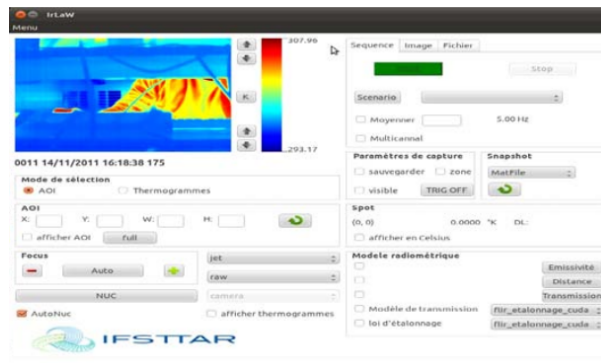 IrLaW
Menu
307.96
K
293.17
0011 14/11/2011 16:18:38 175
Mode de sélection
AOI
Thermogrammes
AOI
X: Y: W: H:
afficher AOI
full
Focus
Auto
jet
raw
NUC
camera
AutoNuc
afficher thermogrammes
IFSTTAR
Sequence Image Fichier
Stop
Scenario
Moyenner
5.00 Hz
Multicannal
Paramètres de capture
sauvegarder
zone
visible
TRIG OFF
Snapshot
MatFile
Spot
(0, 0) 0.0000 °K DL:
afficher en Celsius
Modele radiométrique
Emissivité
Distance
Transmission
Modèle de transmission
flir_etalonnage_cuda
loi d'étalonnage
flir_etalonnage_cuda